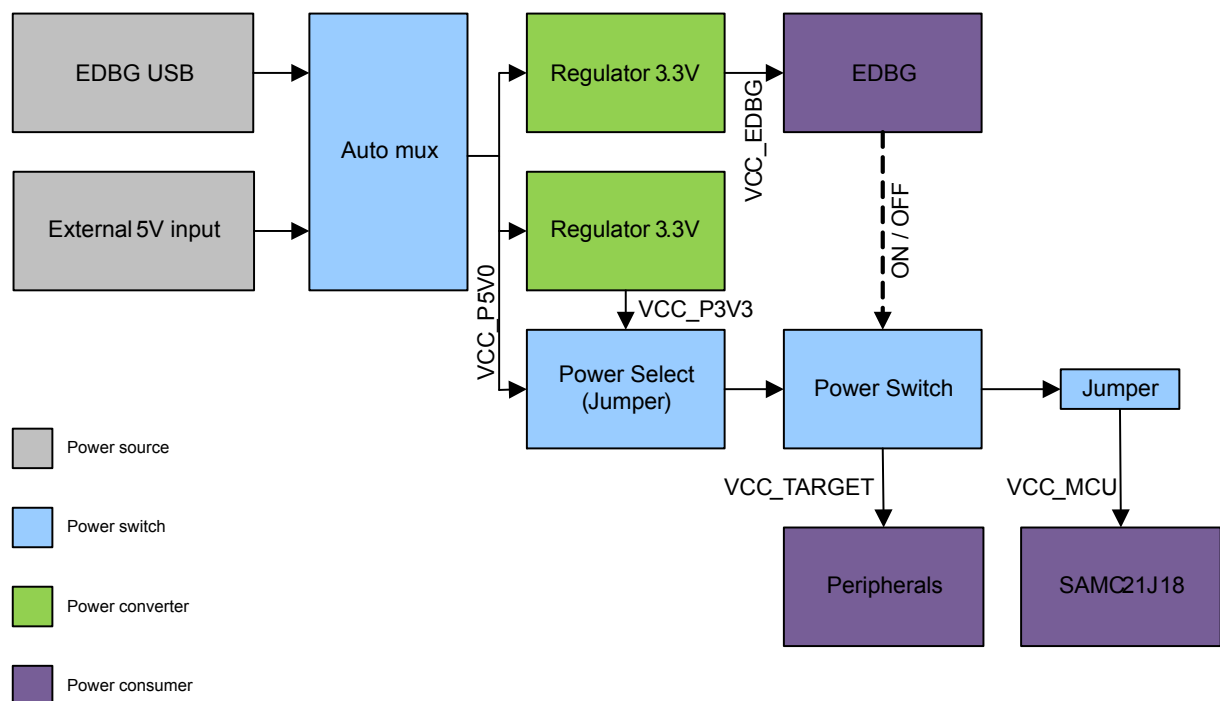 EDBG USB
Regulator 3.3V
EDBG
Auto mux
VCC_EDBG
External 5V input
Regulator 3.3V
ON / OFF
VCC_P5V0
VCC_P3V3
Power Select
(Jumper)
Power Switch
Jumper
Power source
VCC_TARGET
VCC_MCU
Power switch
Peripherals
SAMC21J18
Power converter
Power consumer